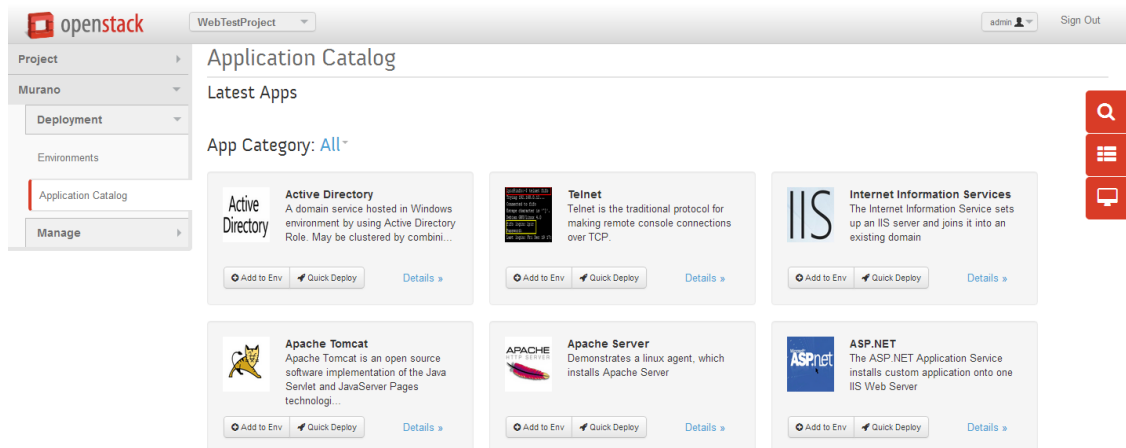 openstack
WebTestProject
admin
Sign Out
Project
Murano
Deployment
Environments
Application Catalog
Manage
Application Catalog
Latest Apps
App Category: All
Active
Directory
Active Directory
A domain service hosted in Windows
environment by using Active Directory
Role. May be clustered by combini...
Add to Env
Quick Deploy
Details »
Telnet
Telnet is the traditional protocol for
making remote console connections
over TCP.
Add to Env
Quick Deploy
Details »
IIS
Internet Information Services
The Internet Information Service sets
up an IIS server and joins it into an
existing domain
Add to Env
Quick Deploy
Details »
Apache Tomcat
Apache Tomcat is an open source
software implementation of the Java
Servlet and JavaServer Pages
technologi...
Add to Env
Quick Deploy
Details »
APACHE
HTTP SERVER
Apache Server
Demonstrates a linux agent, which
installs Apache Server
Add to Env
Quick Deploy
Details »
Microsoft
ASP.net
ASP.NET
The ASP.NET Application Service
installs custom application onto one
IIS Web Server
Add to Env
Quick Deploy
Details »